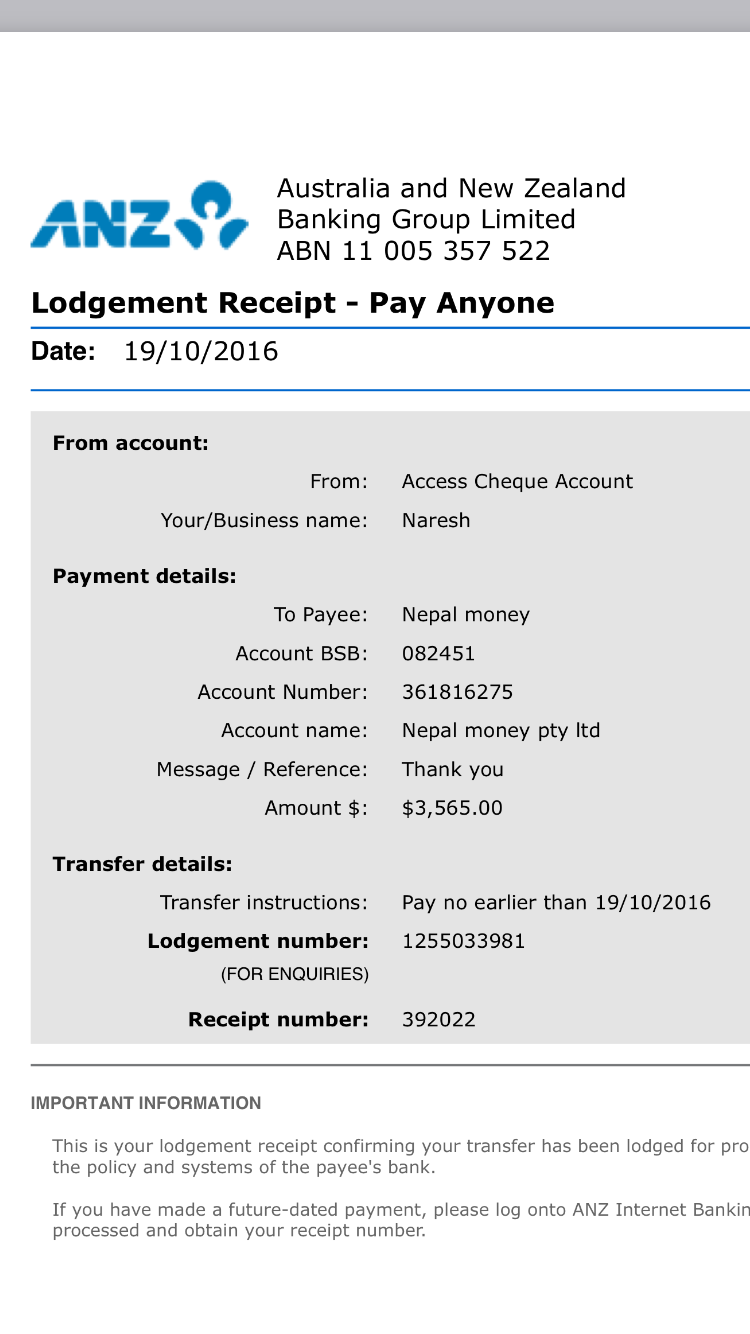 ANZ
Australia and New Zealand
Banking Group Limited
ABN 11 005 357 522
Lodgement Receipt - Pay Anyone
Date: 19/10/2016
From account:
From: Access Cheque Account
Your/Business name: Naresh
Payment details:
To Payee: Nepal money
Account BSB: 082451
Account Number: 361816275
Account name: Nepal money pty ltd
Message / Reference: Thank you
Amount $: $3,565.00
Transfer details:
Transfer instructions: Pay no earlier than 19/10/2016
Lodgement number: 1255033981
(FOR ENQUIRIES)
Receipt number: 392022
IMPORTANT INFORMATION
This is your lodgement receipt confirming your transfer has been lodged for pro
the policy and systems of the payee's bank.
If you have made a future-dated payment, please log onto ANZ Internet Bankin
processed and obtain your receipt number.